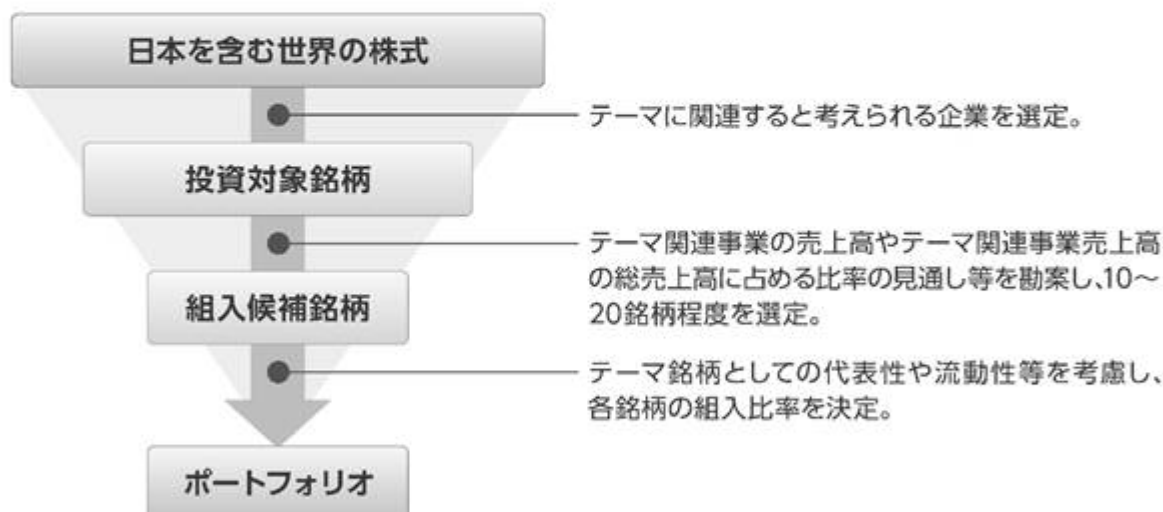 日本を含む世界の株式
テーマに関連すると考えられる企業を選定。
投資対象銘柄
テーマ関連事業の売上高やテーマ関連事業売上高
の総売上高に占める比率の見通し等を勘案し、10～
20銘柄程度を選定。
組入候補銘柄
テーマ銘柄としての代表性や流動性等を考慮し、
各銘柄の組入比率を決定。
ポートフォリオ